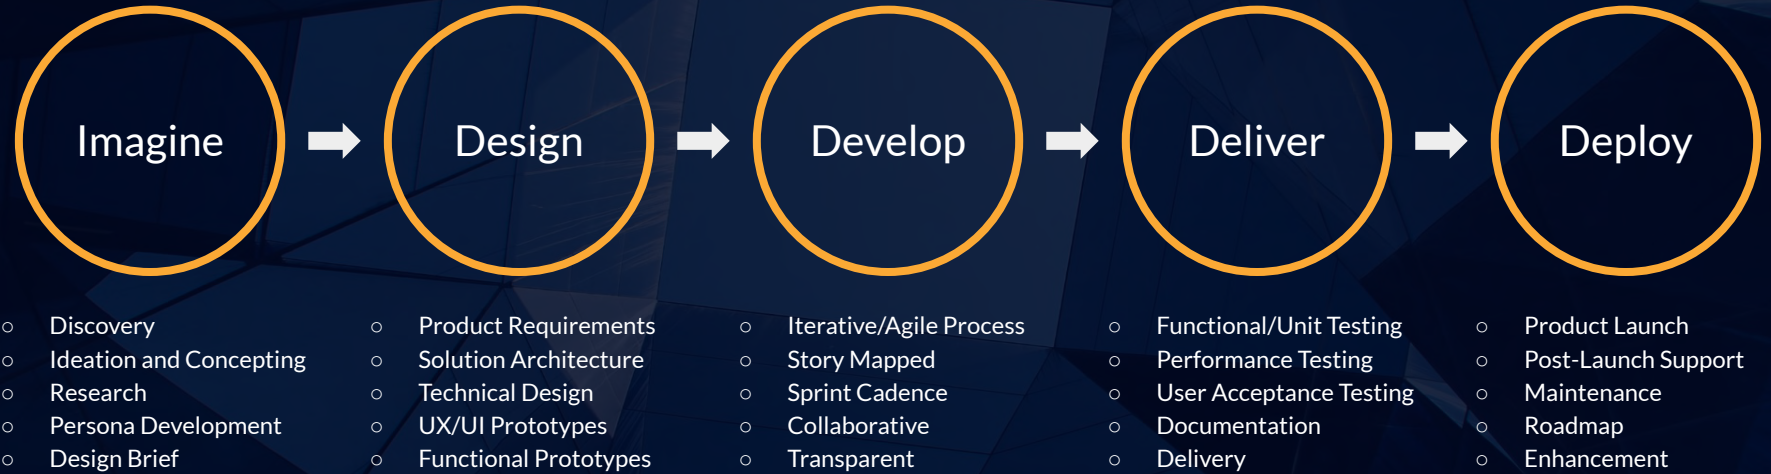 Imagine
Design
Develop
Deliver
Deploy
○ Discovery
○ Ideation and Concepting
○ Research
○ Persona Development
○ Design Brief
○ Product Requirements
○ Solution Architecture
○ Technical Design
○ UX/UI Prototypes
○ Functional Prototypes
○ Iterative/Agile Process
○ Story Mapped
○ Sprint Cadence
○ Collaborative
○ Transparent
○ Functional/Unit Testing
○ Performance Testing
○ User Acceptance Testing
○ Documentation
○ Delivery
○ Product Launch
○ Post-Launch Support
○ Maintenance
○ Roadmap
○ Enhancement